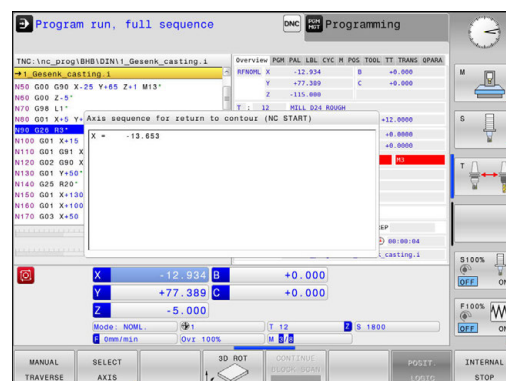 Program run, full sequence
DNC
Programming
TNC:\nc_prog\BHB\DIN\1_Gesenk_casting.i
→1_Gesenk_casting.i
N50 G00 G90 X-25 Y+65 Z+1 M13*
N60 G00 Z-5*
N70 G98 L1*
N80 G01 X+5 Y+
N90 G26 R3*
N100 G01 X+15
N110 G01 G91 X
N120 G02 G90 X
N130 G01 Y+50*
N140 G25 R20*
N150 G01 X+130
N160 G01 X+100
N170 G03 X+50
Overview PGM PAL LBL CYC M POS TOOL TT TRANS QPARA
RFNOML X -12.934 B +0.000
Y +77.389 C +0.000
Z -115.000
T : 12 MILL D24 ROUGH
+12.0000
+0.0000
+0.0000
M3
EP
00:00:04
_casting.i
Axis sequence for return to contour (NC START)
X = -13.653
X -12.934 B +0.000
Y +77.389 C +0.000
Z -5.000
Mode: NOML. 1 T 12 Z S 1800
F 0mm/min Ovr 100% M 3/8
M
S
T
S100%
OFF ON
F100%
OFF ON
MANUAL TRAVERSE
SELECT AXIS
3D ROT
CONTINUE BLOCK-SCAN
POSIT. LOGIC
INTERNAL STOP